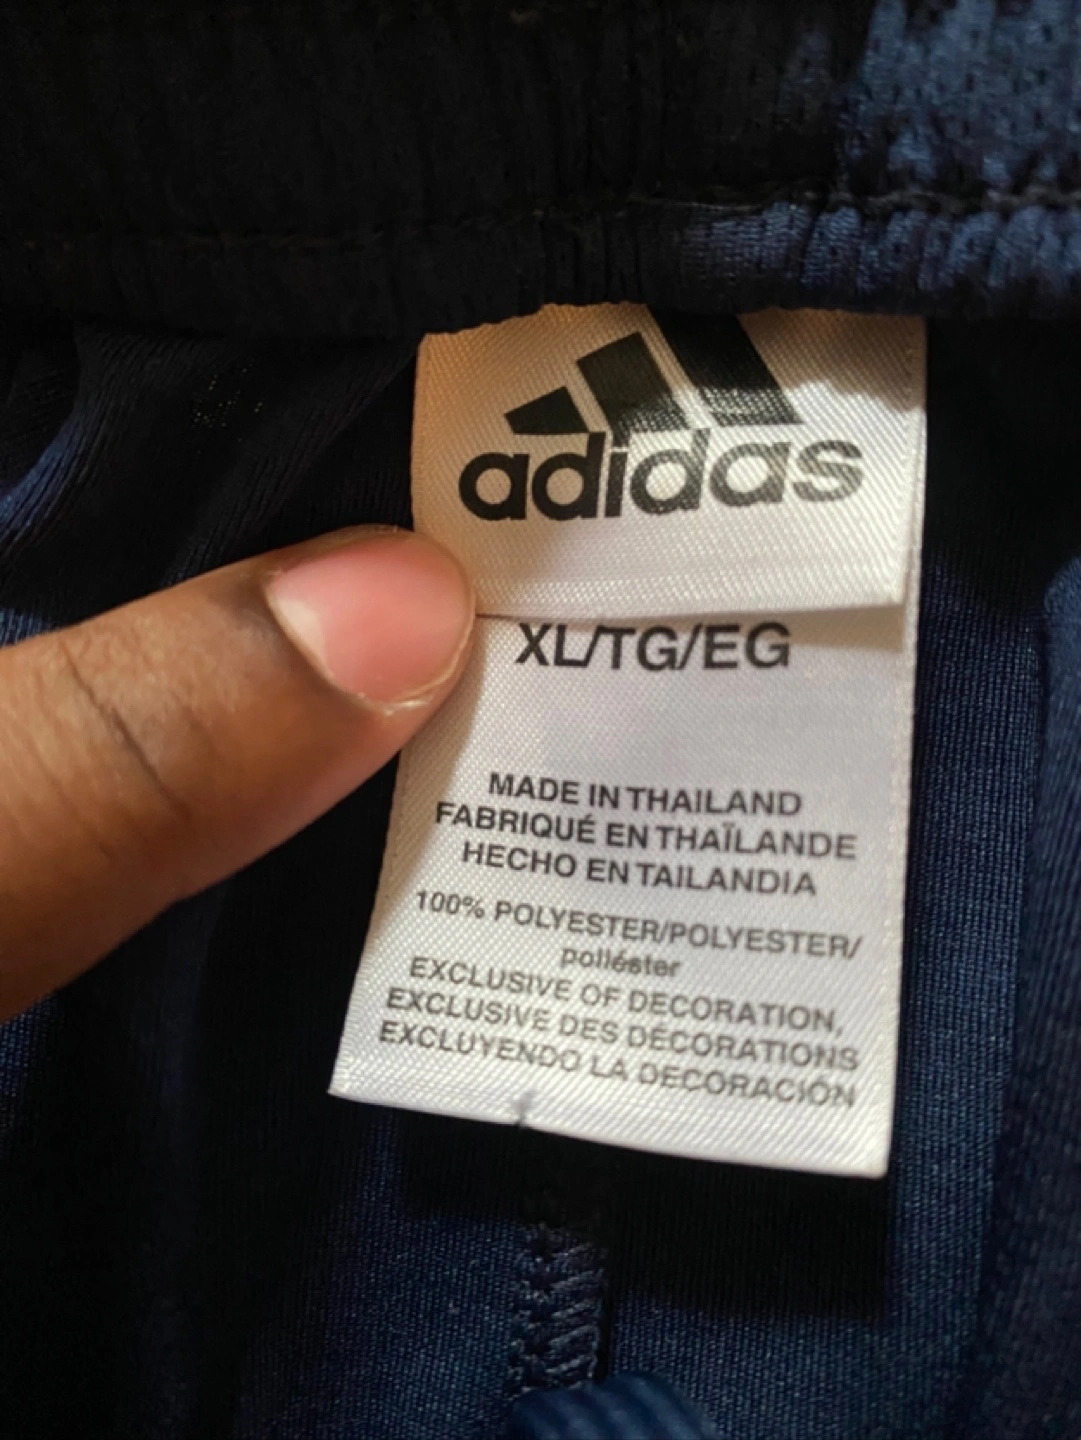 adidas
XL/TG/EG
MADE IN THAILAND
FABRIQUÉ EN THAÏLANDE
HECHO EN TAILANDIA
100% POLYESTER/POLYESTER/
poliéster
EXCLUSIVE OF DECORATION,
EXCLUSIVE DES DÉCORATIONS
EXCLUYENDO LA DECORACIÓN